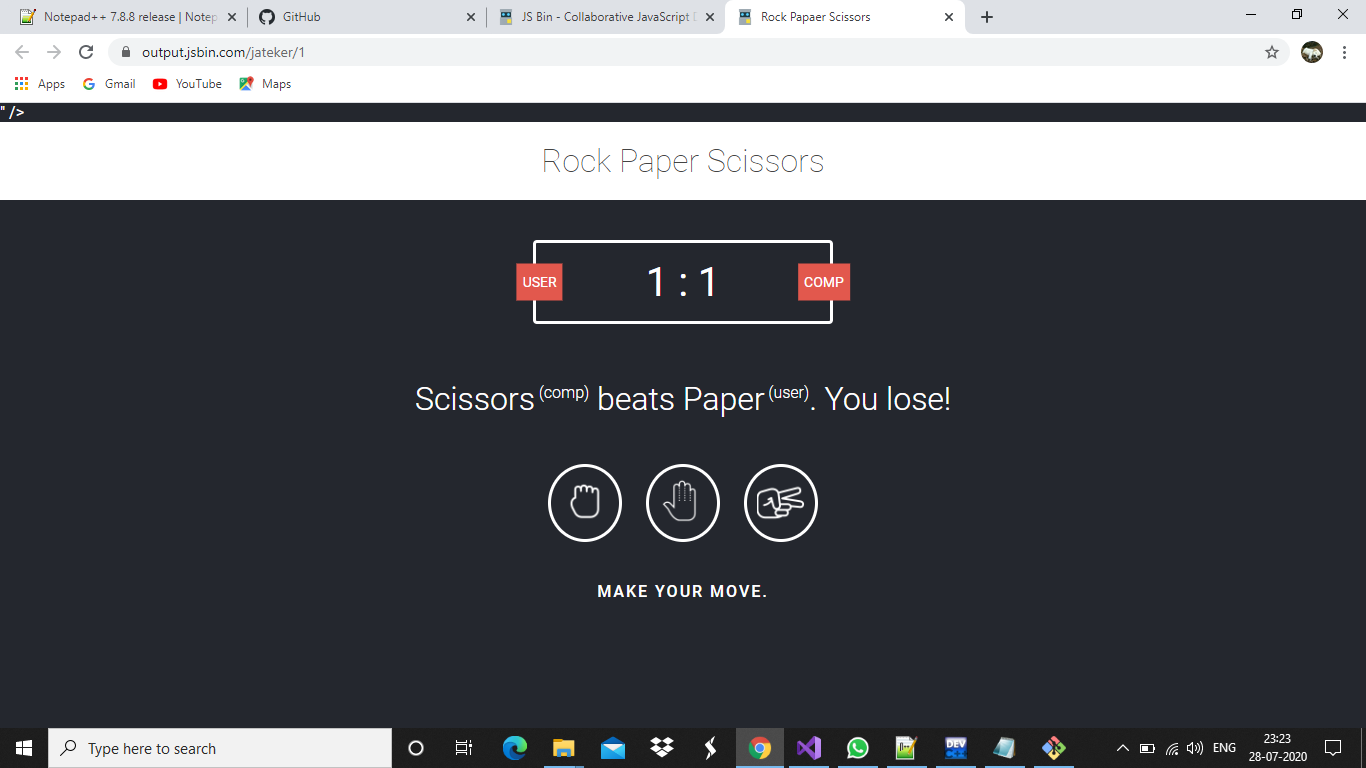 Notepad++ 7.8.8 release | Notep
GitHub
JS Bin - Collaborative JavaScript D
Rock Papaer Scissors
output.jsbin.com/jateker/1
Apps
Gmail
YouTube
Maps
"/>
Rock Paper Scissors
USER
1 : 1
COMP
Scissors (comp) beats Paper (user). You lose!
MAKE YOUR MOVE.
Type here to search
DEV
ENG
23:23
28-07-2020